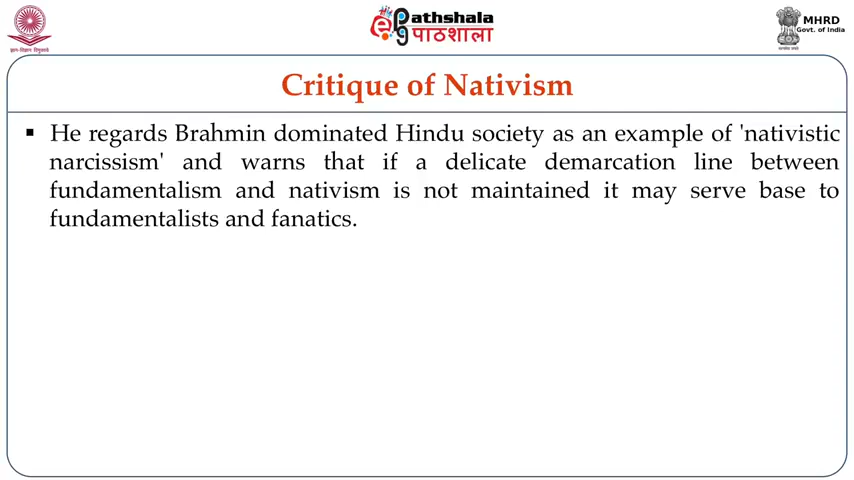 ePathshala
पाठशाला
MHRD
Govt. of India
Critique of Nativism
▪ He regards Brahmin dominated Hindu society as an example of 'nativistic
narcissism' and warns that if a delicate demarcation line between
fundamentalism and nativism is not maintained it may serve base to
fundamentalists and fanatics.